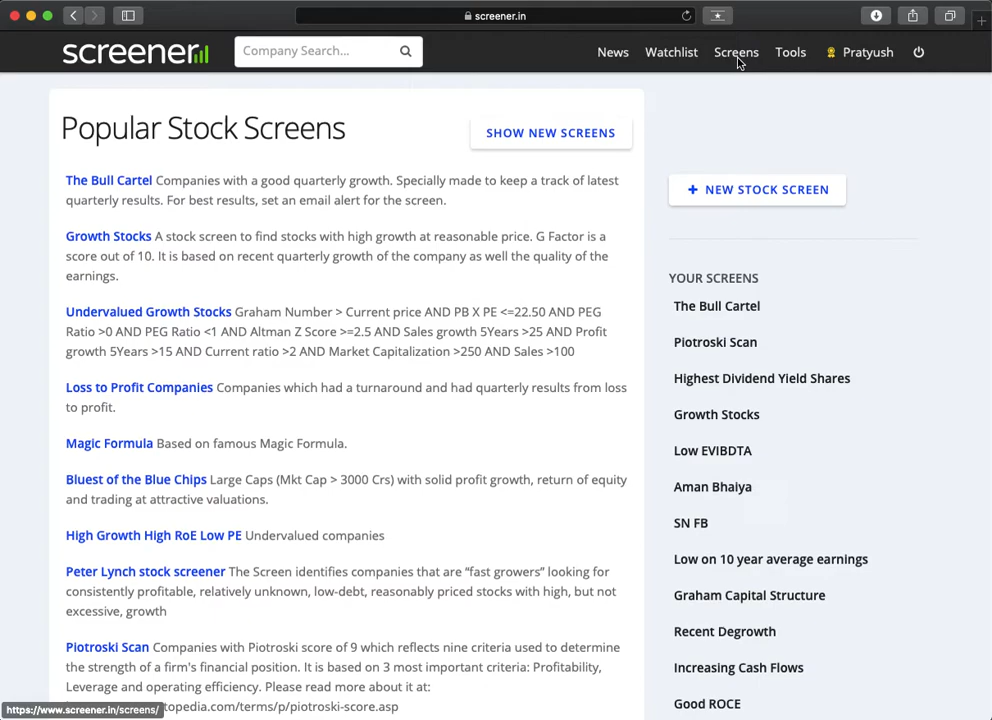 screener.in
screener
Company Search...
News Watchlist Screens Tools Pratyush
Popular Stock Screens
SHOW NEW SCREENS
The Bull Cartel Companies with a good quarterly growth. Specially made to keep a track of latest
quarterly results. For best results, set an email alert for the screen.
Growth Stocks A stock screen to find stocks with high growth at reasonable price. G Factor is a
score out of 10. It is based on recent quarterly growth of the company as well the quality of the
earnings.
Undervalued Growth Stocks Graham Number > Current price AND PB X PE <=22.50 AND PEG
Ratio >0 AND PEG Ratio <1 AND Altman Z Score >=2.5 AND Sales growth 5Years >25 AND Profit
growth 5Years >15 AND Current ratio >2 AND Market Capitalization >250 AND Sales >100
Loss to Profit Companies Companies which had a turnaround and had quarterly results from loss
to profit.
Magic Formula Based on famous Magic Formula.
Bluest of the Blue Chips Large Caps (Mkt Cap > 3000 Crs) with solid profit growth, return of equity
and trading at attractive valuations.
High Growth High RoE Low PE Undervalued companies
Peter Lynch stock screener The Screen identifies companies that are “fast growers” looking for
consistently profitable, relatively unknown, low-debt, reasonably priced stocks with high, but not
excessive, growth
Piotroski Scan Companies with Piotroski score of 9 which reflects nine criteria used to determine
the strength of a firm's financial position. It is based on 3 most important criteria: Profitability,
Leverage and operating efficiency. Please read more about it at:
topedia.com/terms/p/piotroski-score.asp
https://www.screener.in/screens/
+ NEW STOCK SCREEN
YOUR SCREENS
The Bull Cartel
Piotroski Scan
Highest Dividend Yield Shares
Growth Stocks
Low EVIBDTA
Aman Bhaiya
SN FB
Low on 10 year average earnings
Graham Capital Structure
Recent Degrowth
Increasing Cash Flows
Good ROCE